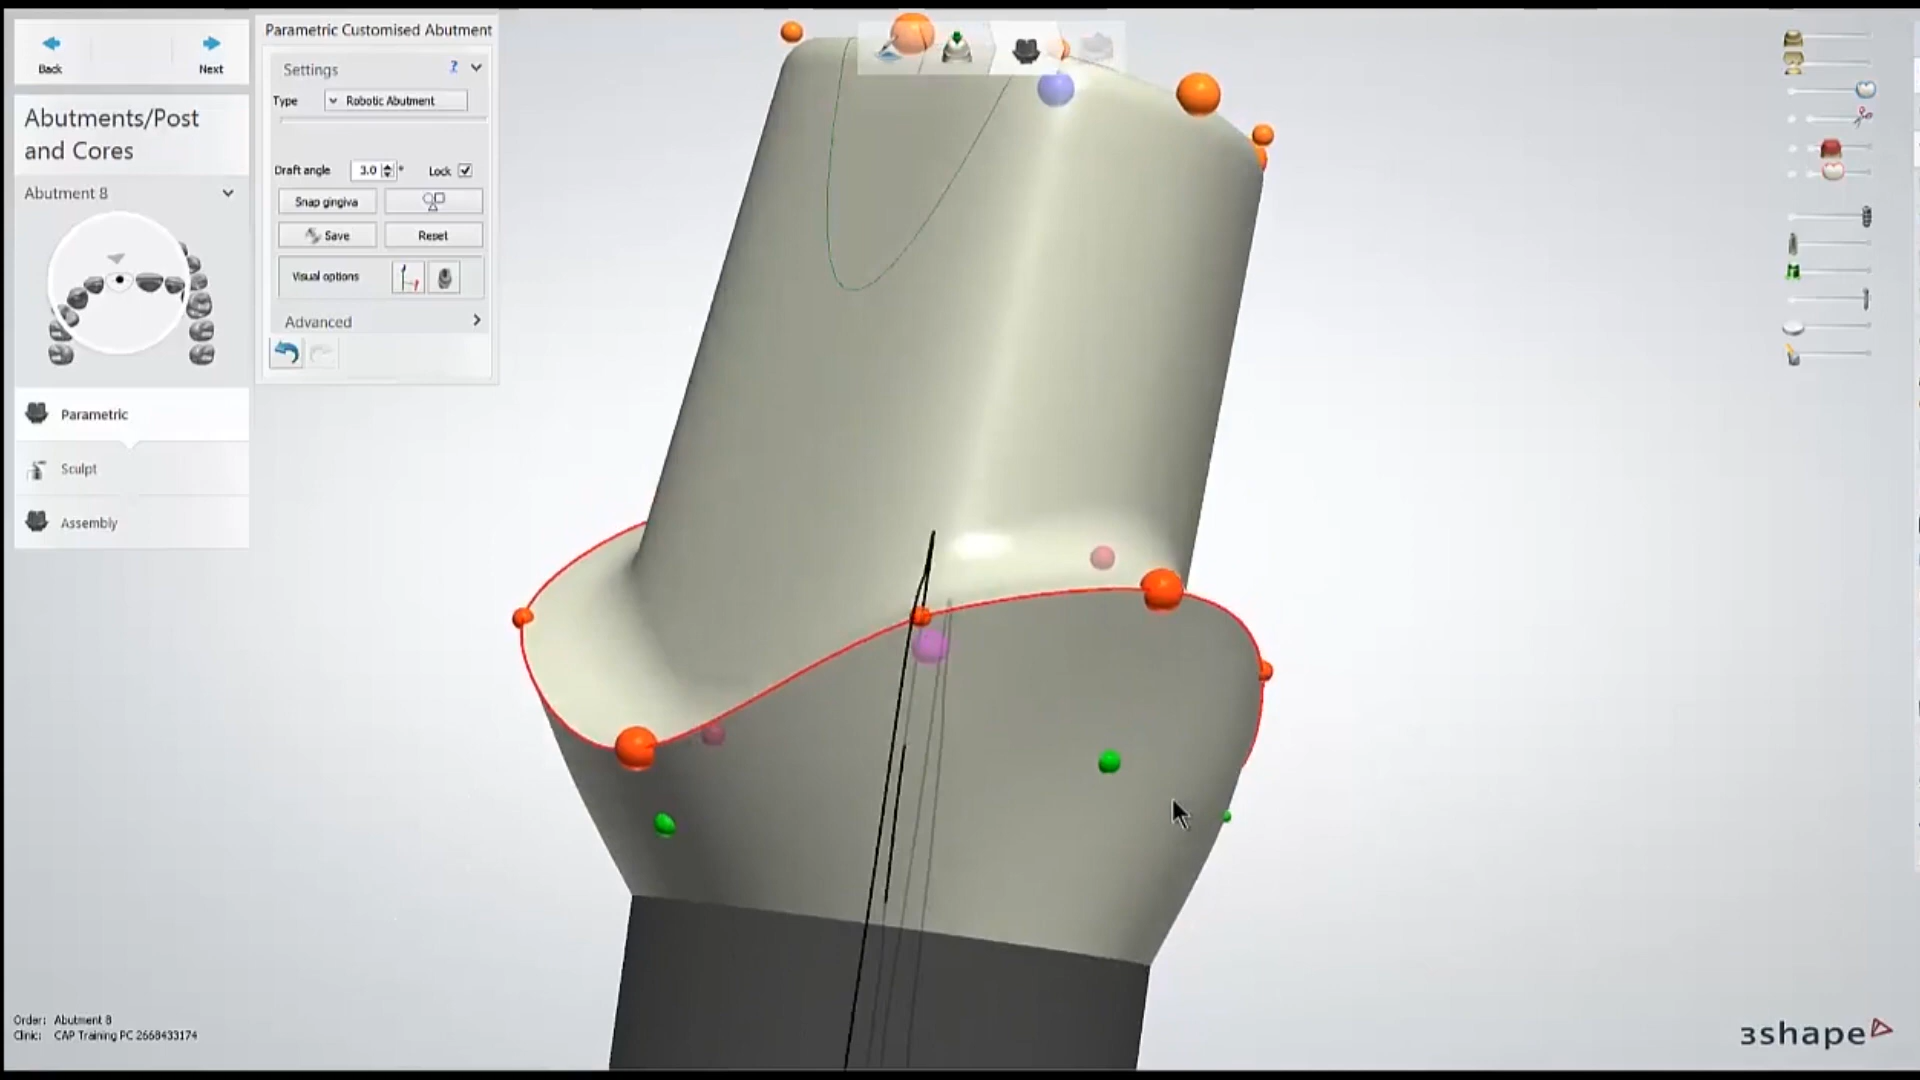 Back
Next
Abutments/Post
and Cores
Abutment 8
Parametric
Sculpt
Assembly
Parametric Customised Abutment
Settings
?
Type
Robotic Abutment
Draft angle
3.0
°
Lock
Snap gingiva
Save
Reset
Visual options
Advanced
Order: Abutment 8
Clinic: CAP Training PC 2668433174
3shape